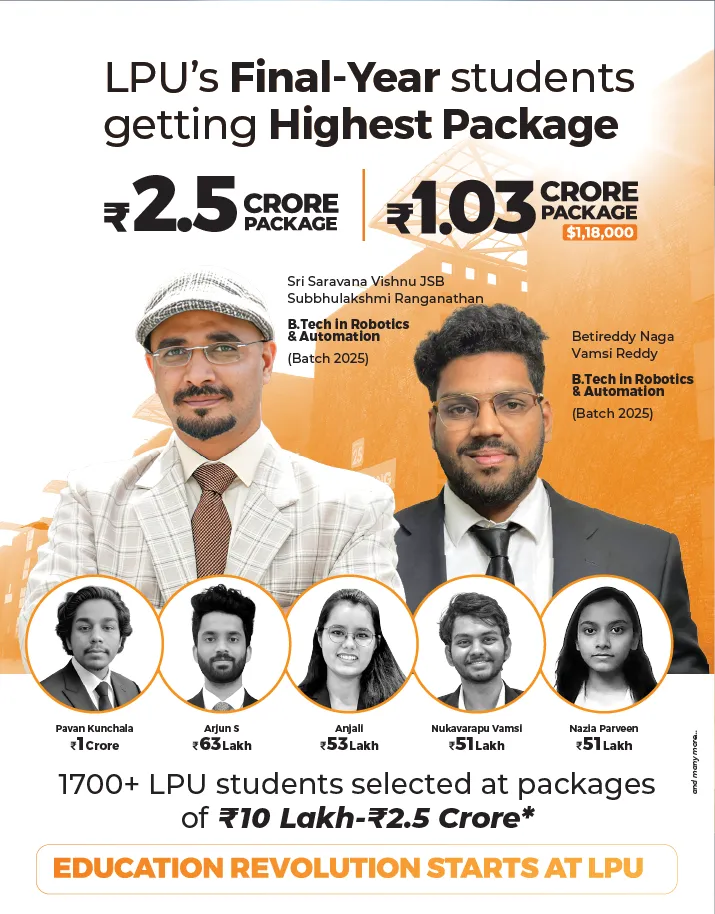 LPU's Final-Year students
getting Highest Package
₹2.5 CRORE
PACKAGE
₹1.03 CRORE
PACKAGE
$1,18,000
Sri Saravana Vishnu JSB
Subbhulakshmi Ranganathan
B.Tech in Robotics
& Automation
(Batch 2025)
Betireddy Naga
Vamsi Reddy
B.Tech in Robotics
& Automation
(Batch 2025)
Pavan Kunchala
₹1 Crore
Arjun S
₹63 Lakh
Anjali
₹53 Lakh
Nukavarapu Vamsi
₹51 Lakh
Nazia Parveen
₹51 Lakh
and many more...
1700+ LPU students selected at packages
of ₹10 Lakh-₹2.5 Crore*
EDUCATION REVOLUTION STARTS AT LPU